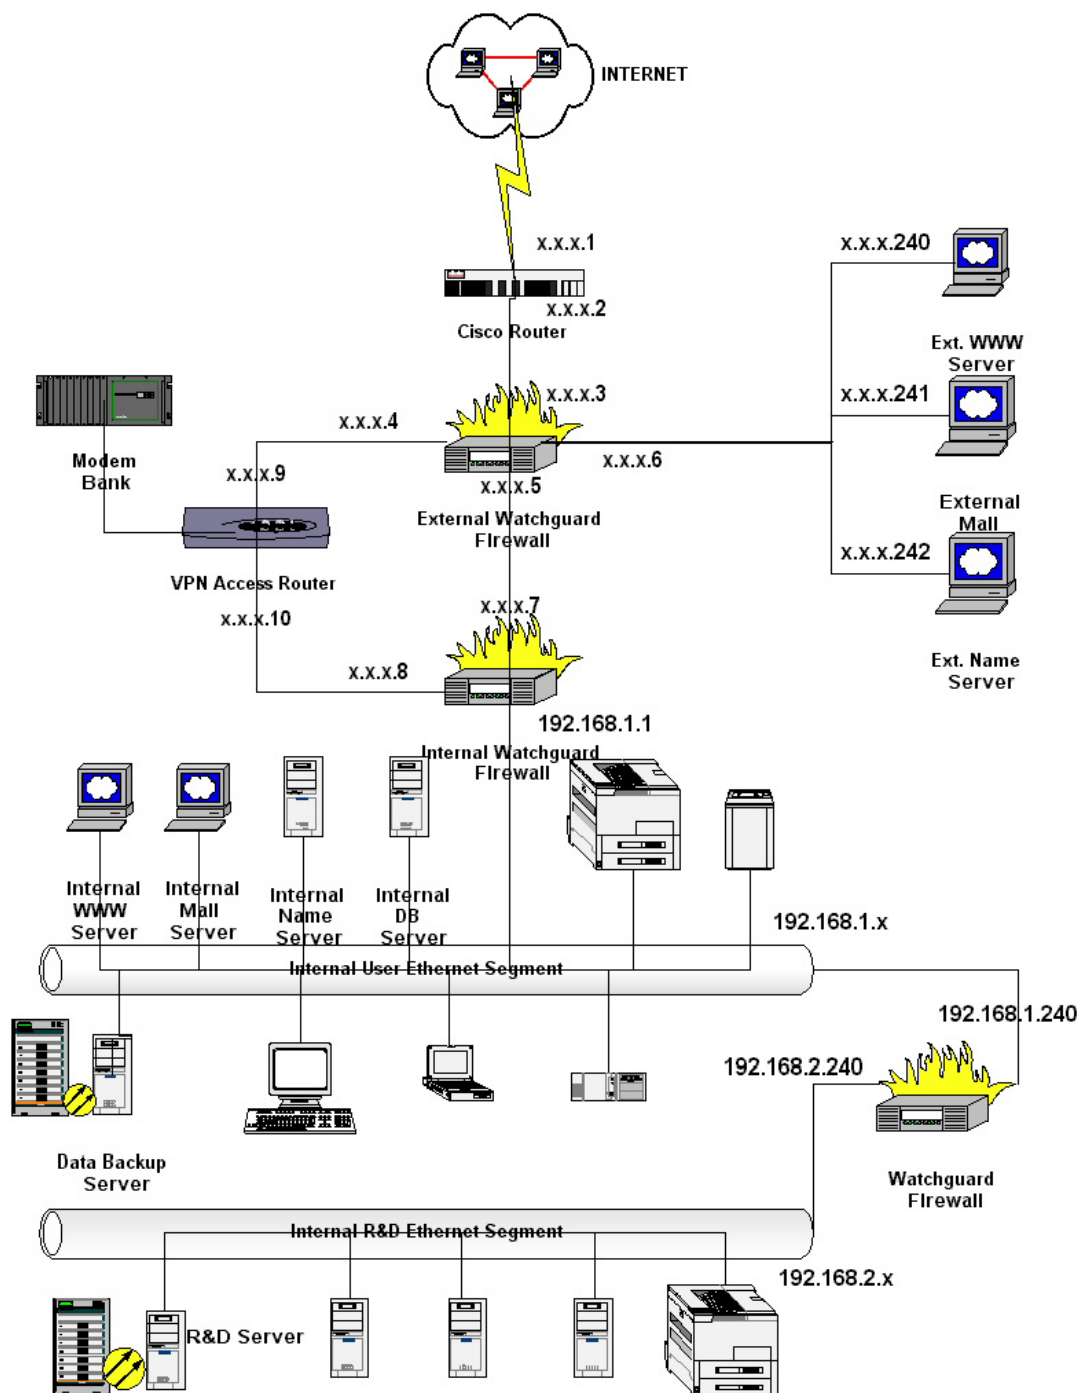 INTERNET
x.x.x.1
x.x.x.240
x.x.x.2
Cisco Router
Ext. WWW
Server
x.x.x.3
x.x.x.241
x.x.x.4
x.x.x.6
Modem
Bank
x.x.x.9
x.x.x.5
External Watchguard
FIrewall
External
Mall
x.x.x.242
VPN Access Router
x.x.x.10
x.x.x.7
Ext. Name
Server
x.x.x.8
192.168.1.1
Internal Watchguard
FIrewall
Internal
WWW
Server
Internal
Mall
Server
Internal
Name
Server
Internal
DB
Server
192.168.1.x
Internal User Ethernet Segment
192.168.1.240
192.168.2.240
Data Backup
Server
Watchguard
FIrewall
Internal R&D Ethernet Segment
192.168.2.x
R&D Server